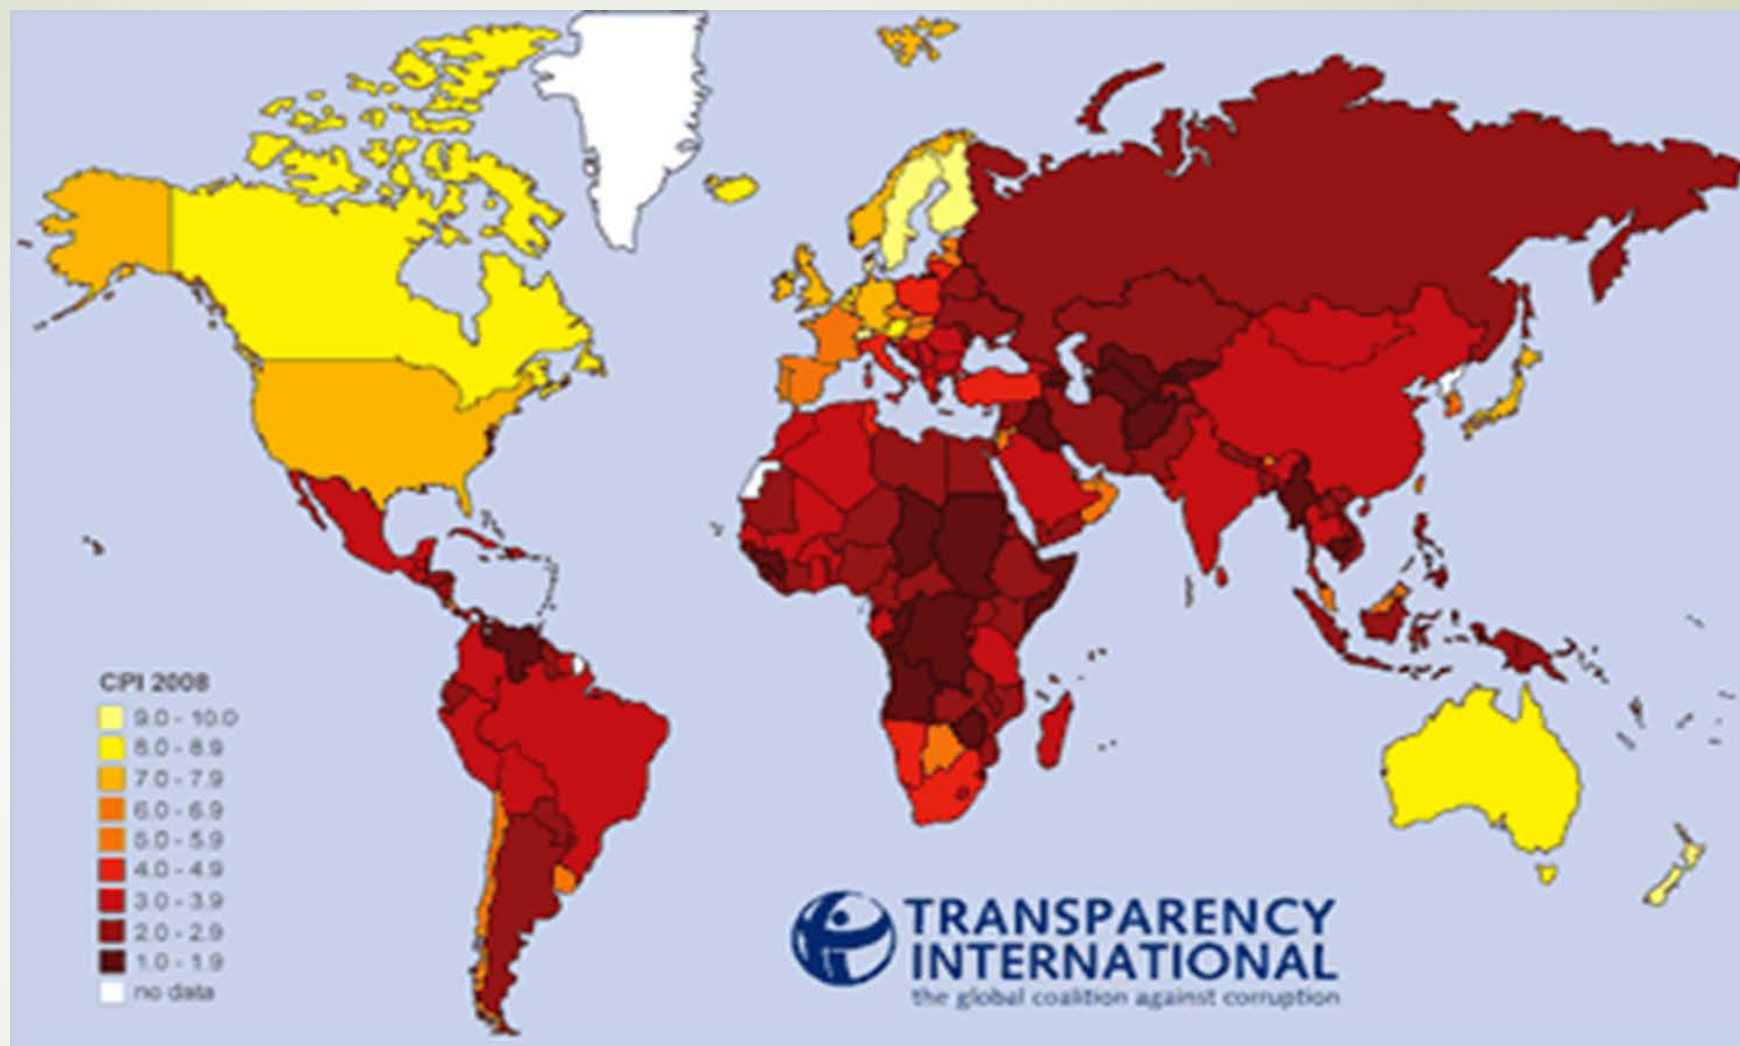 CPI 2008
9.0 - 10.0
8.0 - 8.9
7.0 - 7.9
6.0 - 6.9
5.0 - 5.9
4.0 - 4.9
3.0 - 3.9
2.0 - 2.9
1.0 - 1.9
no data
TRANSPARENCY
INTERNATIONAL
the global coalition against corruption